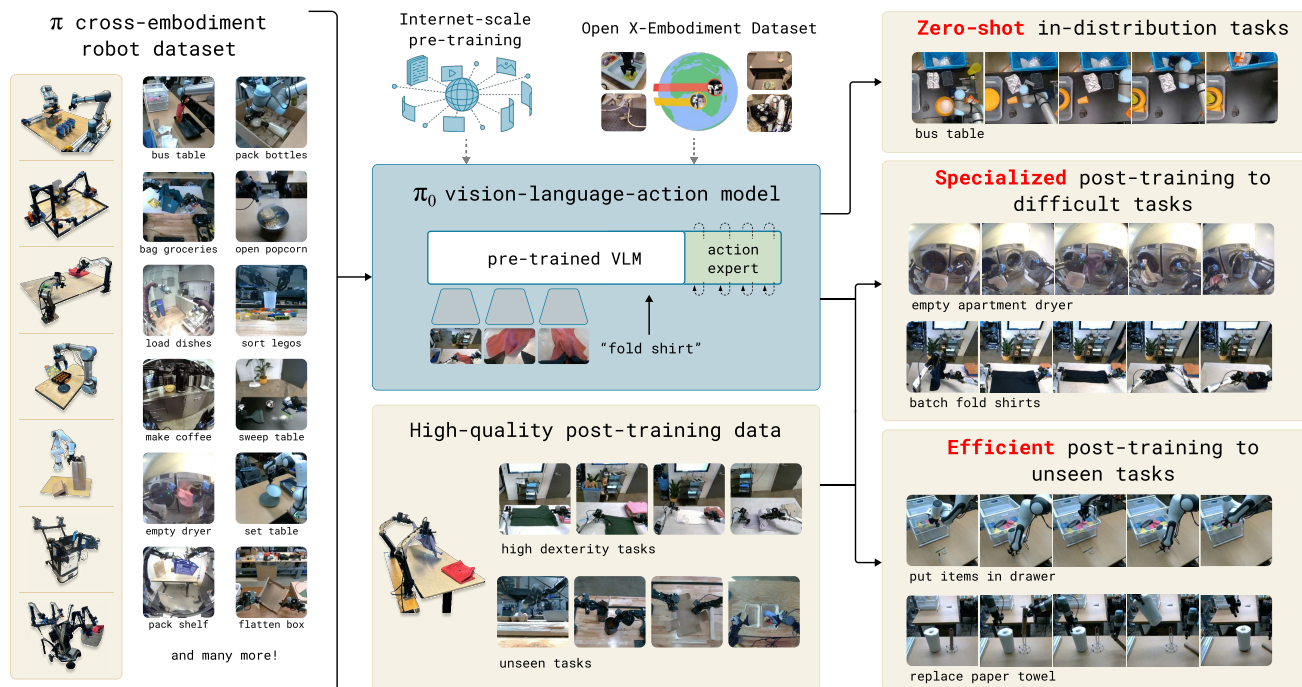 π cross-embodiment
robot dataset
bus table
pack bottles
bag groceries
open popcorn
load dishes
sort legos
make coffee
sweep table
empty dryer
set table
pack shelf
flatten box
and many more!
Internet-scale
pre-training
Open X-Embodiment Dataset
π₀ vision-language-action model
pre-trained VLM
action
expert
“fold shirt”
High-quality post-training data
high dexterity tasks
unseen tasks
Zero-shot in-distribution tasks
bus table
Specialized post-training to
difficult tasks
empty apartment dryer
batch fold shirts
Efficient post-training to
unseen tasks
put items in drawer
replace paper towel